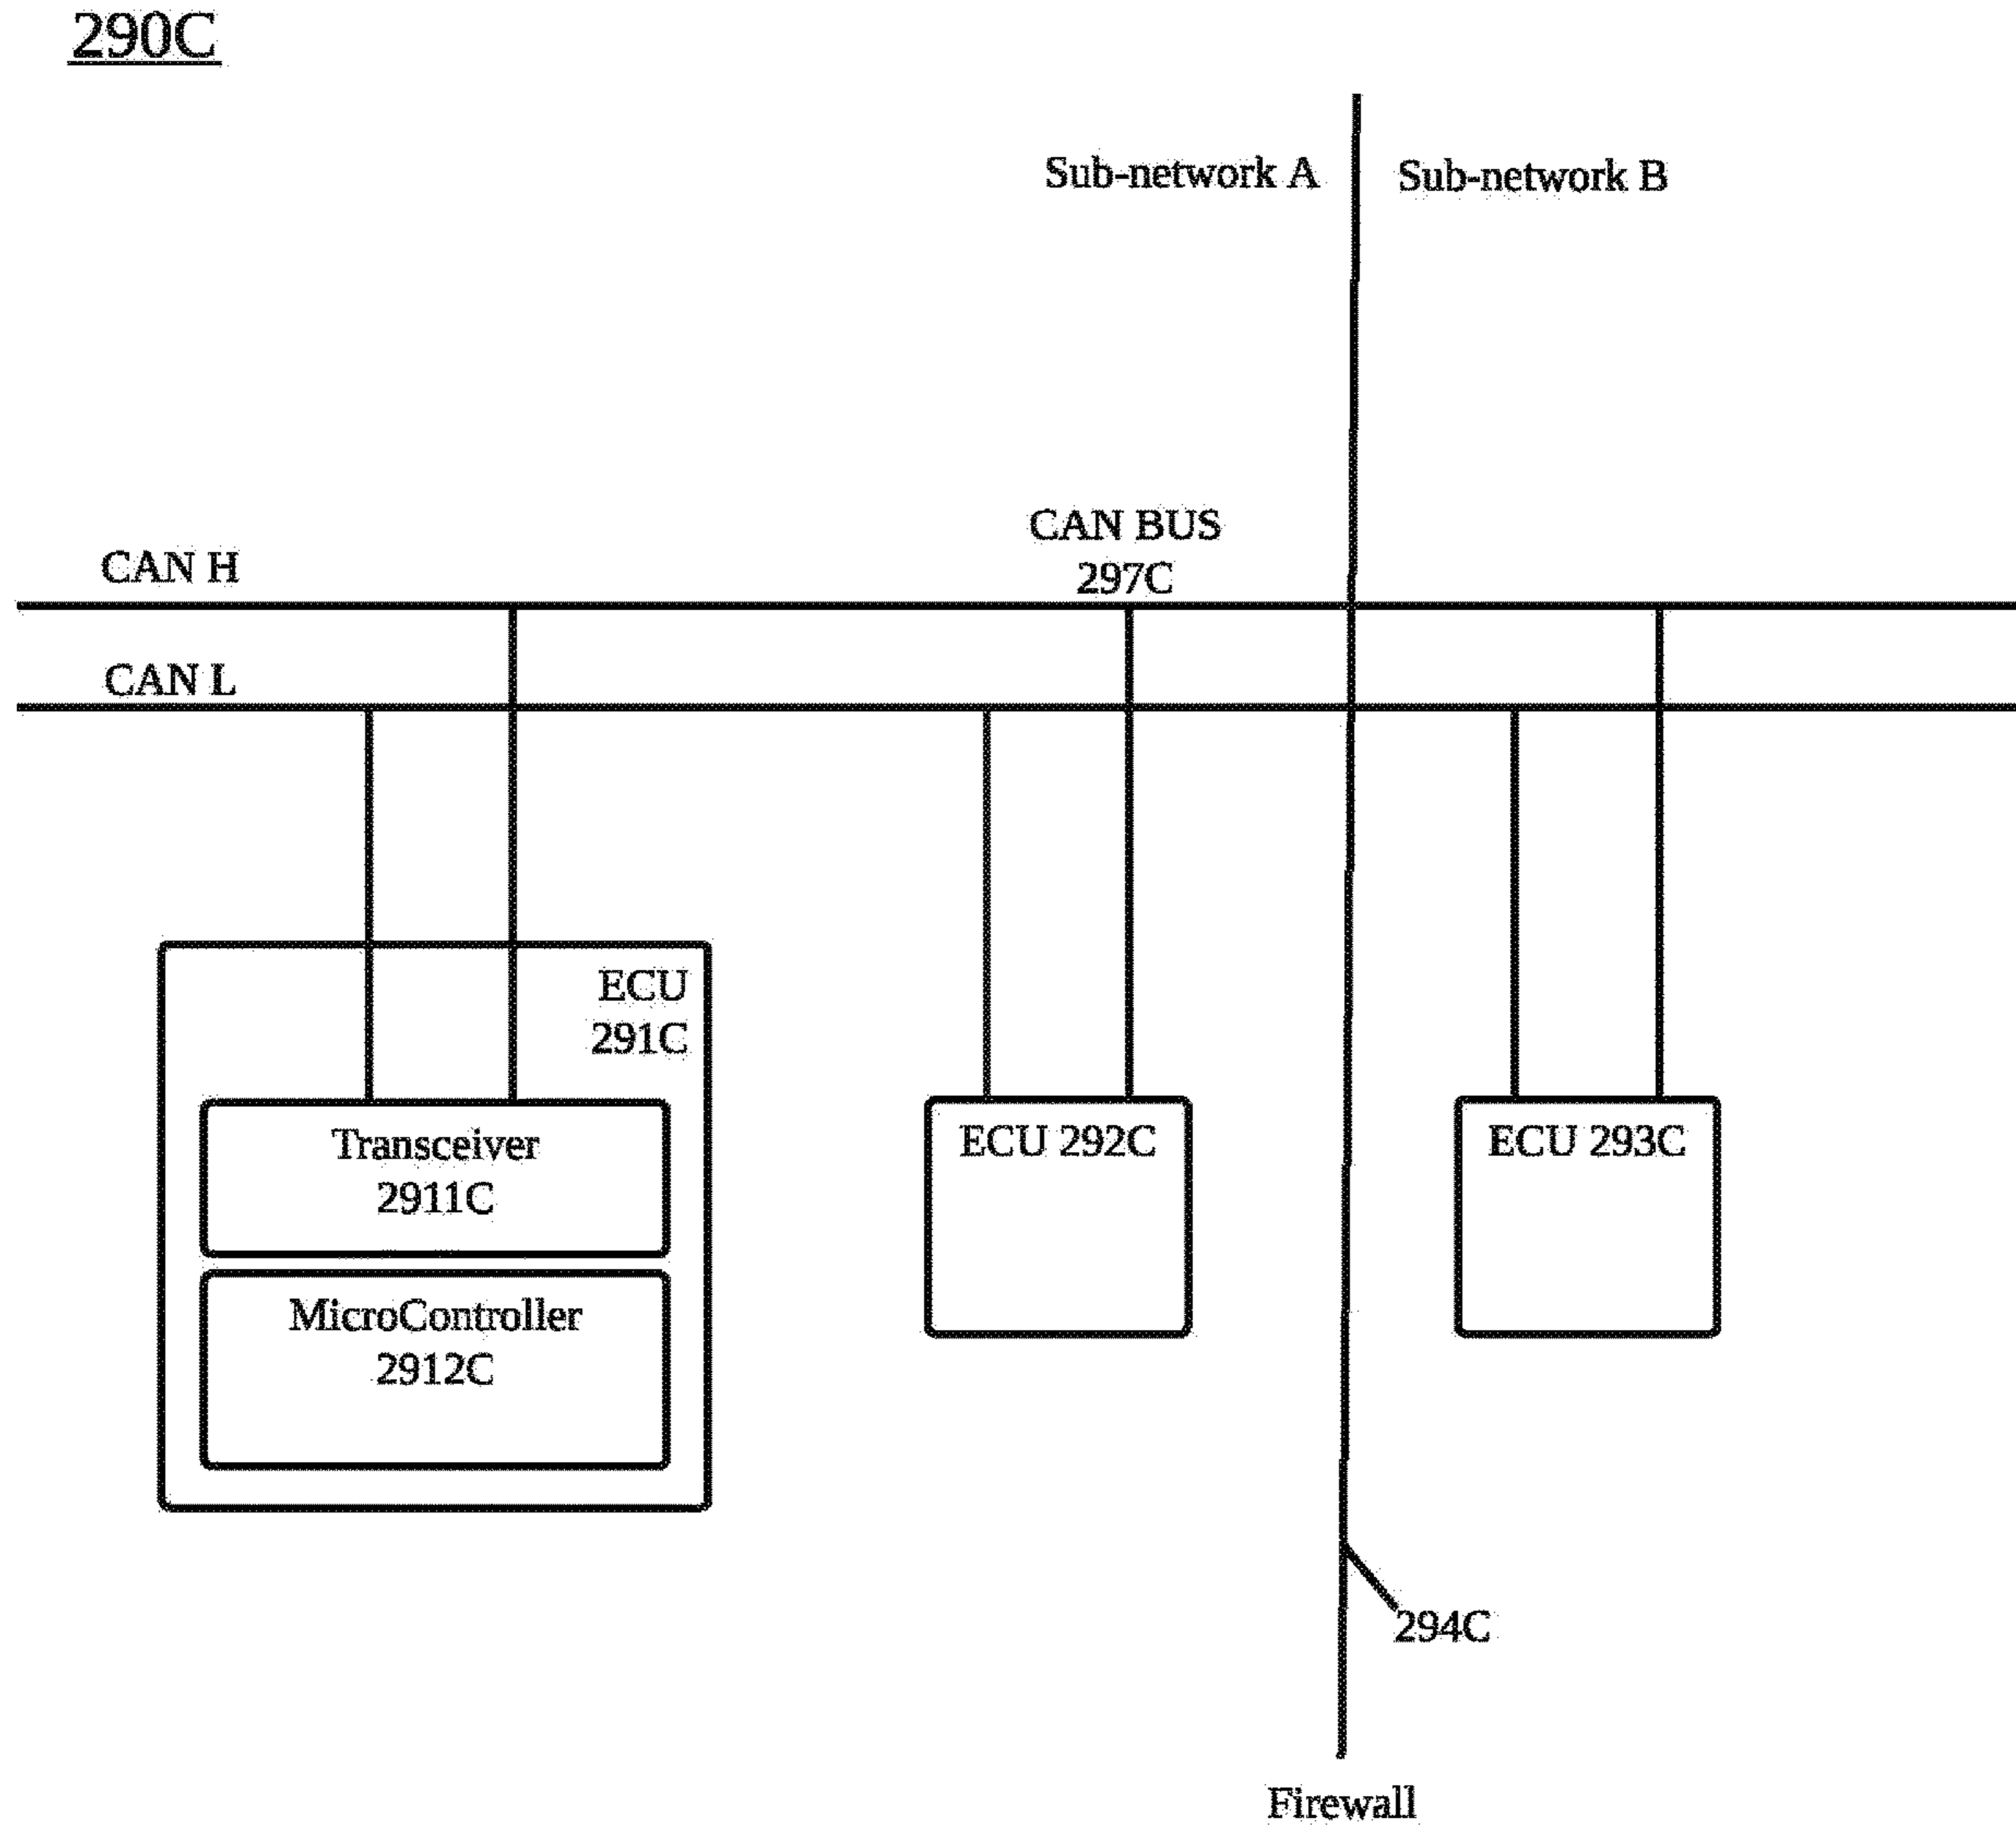 290C
Sub-network A
Sub-network B
CAN BUS
297C
CAN H
CAN L
ECU
291C
Transceiver
2911C
MicroController
2912C
ECU 292C
ECU 293C
294C
Firewall